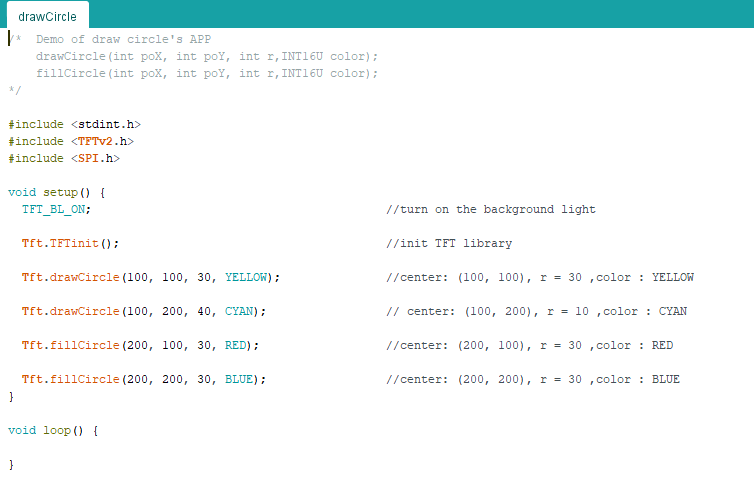 drawCircle
/*  Demo of draw circle's APP
    drawCircle(int poX, int poY, int r,INT16U color);
    fillCircle(int poX, int poY, int r,INT16U color);
*/
#include <stdint.h>
#include <TFTv2.h>
#include <SPI.h>
void setup() {
  TFT_BL_ON;                                          //turn on the background light
  Tft.TFTinit();                                      //init TFT library
  Tft.drawCircle(100, 100, 30, YELLOW);               //center: (100, 100), r = 30 ,color : YELLOW
  Tft.drawCircle(100, 200, 40, CYAN);                 // center: (100, 200), r = 10 ,color : CYAN
  Tft.fillCircle(200, 100, 30, RED);                  //center: (200, 100), r = 30 ,color : RED
  Tft.fillCircle(200, 200, 30, BLUE);                 //center: (200, 200), r = 30 ,color : BLUE
}
void loop() {
}